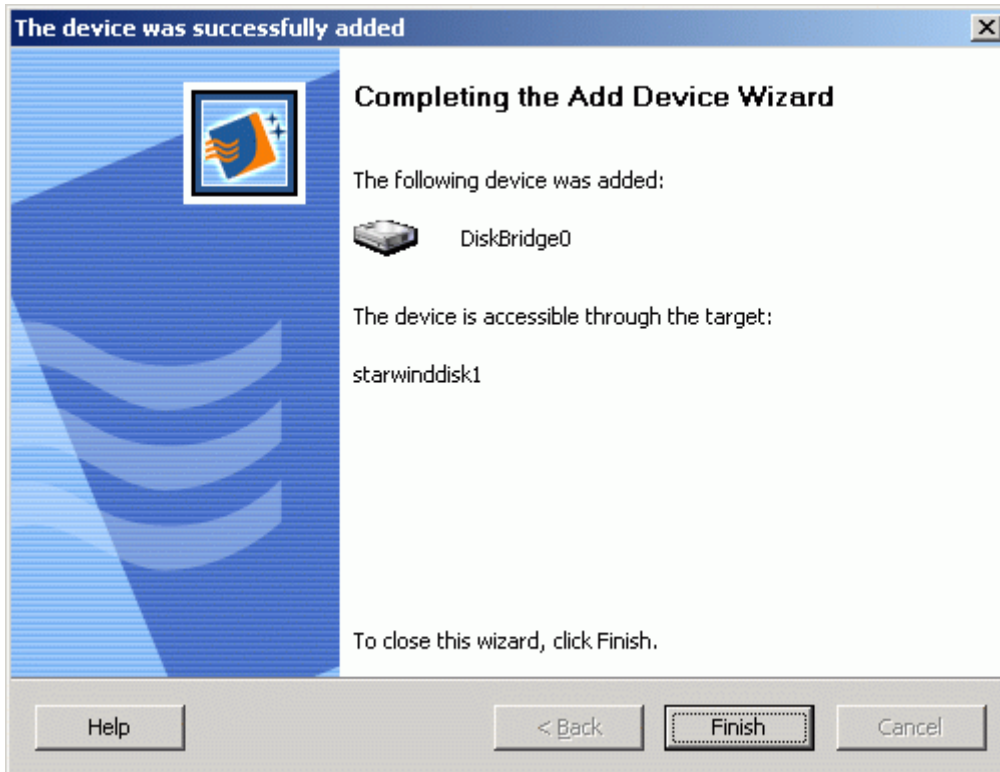 The device was successfully added
Completing the Add Device Wizard
The following device was added:
DiskBridge0
The device is accessible through the target:
starwinddisk1
To close this wizard, click Finish.
Help
< Back
Finish
Cancel